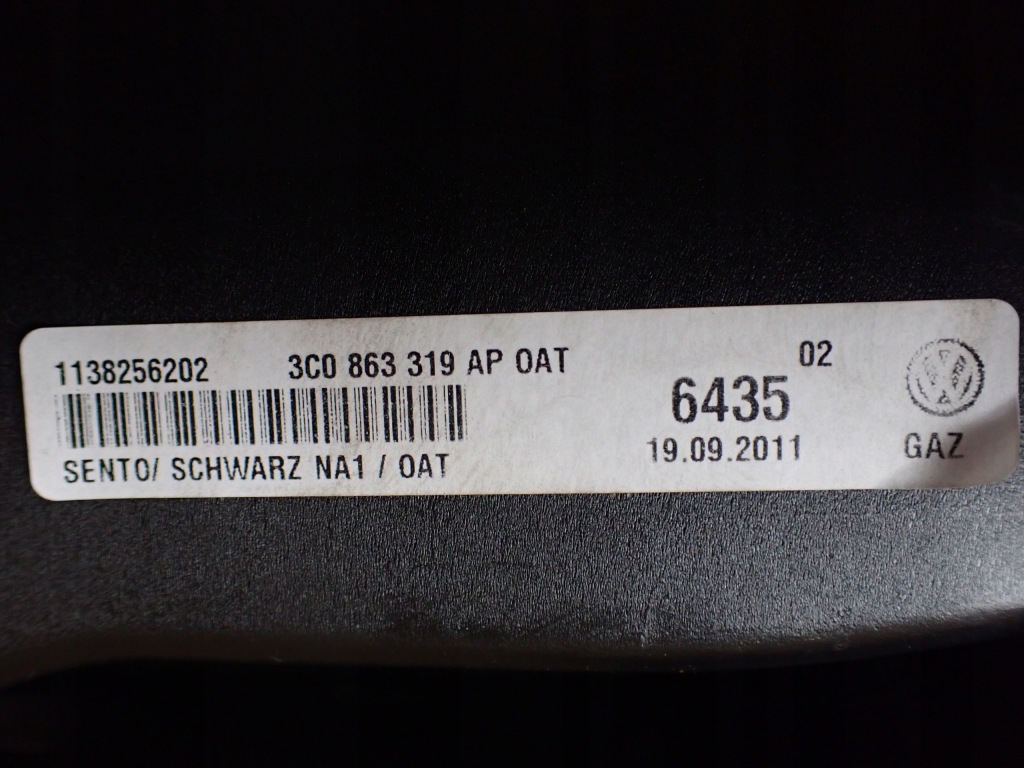 1138256202 3C0 863 319 AP OAT 02
6435
SENTO/ SCHWARZ NA1 / OAT 19.09.2011 GAZ